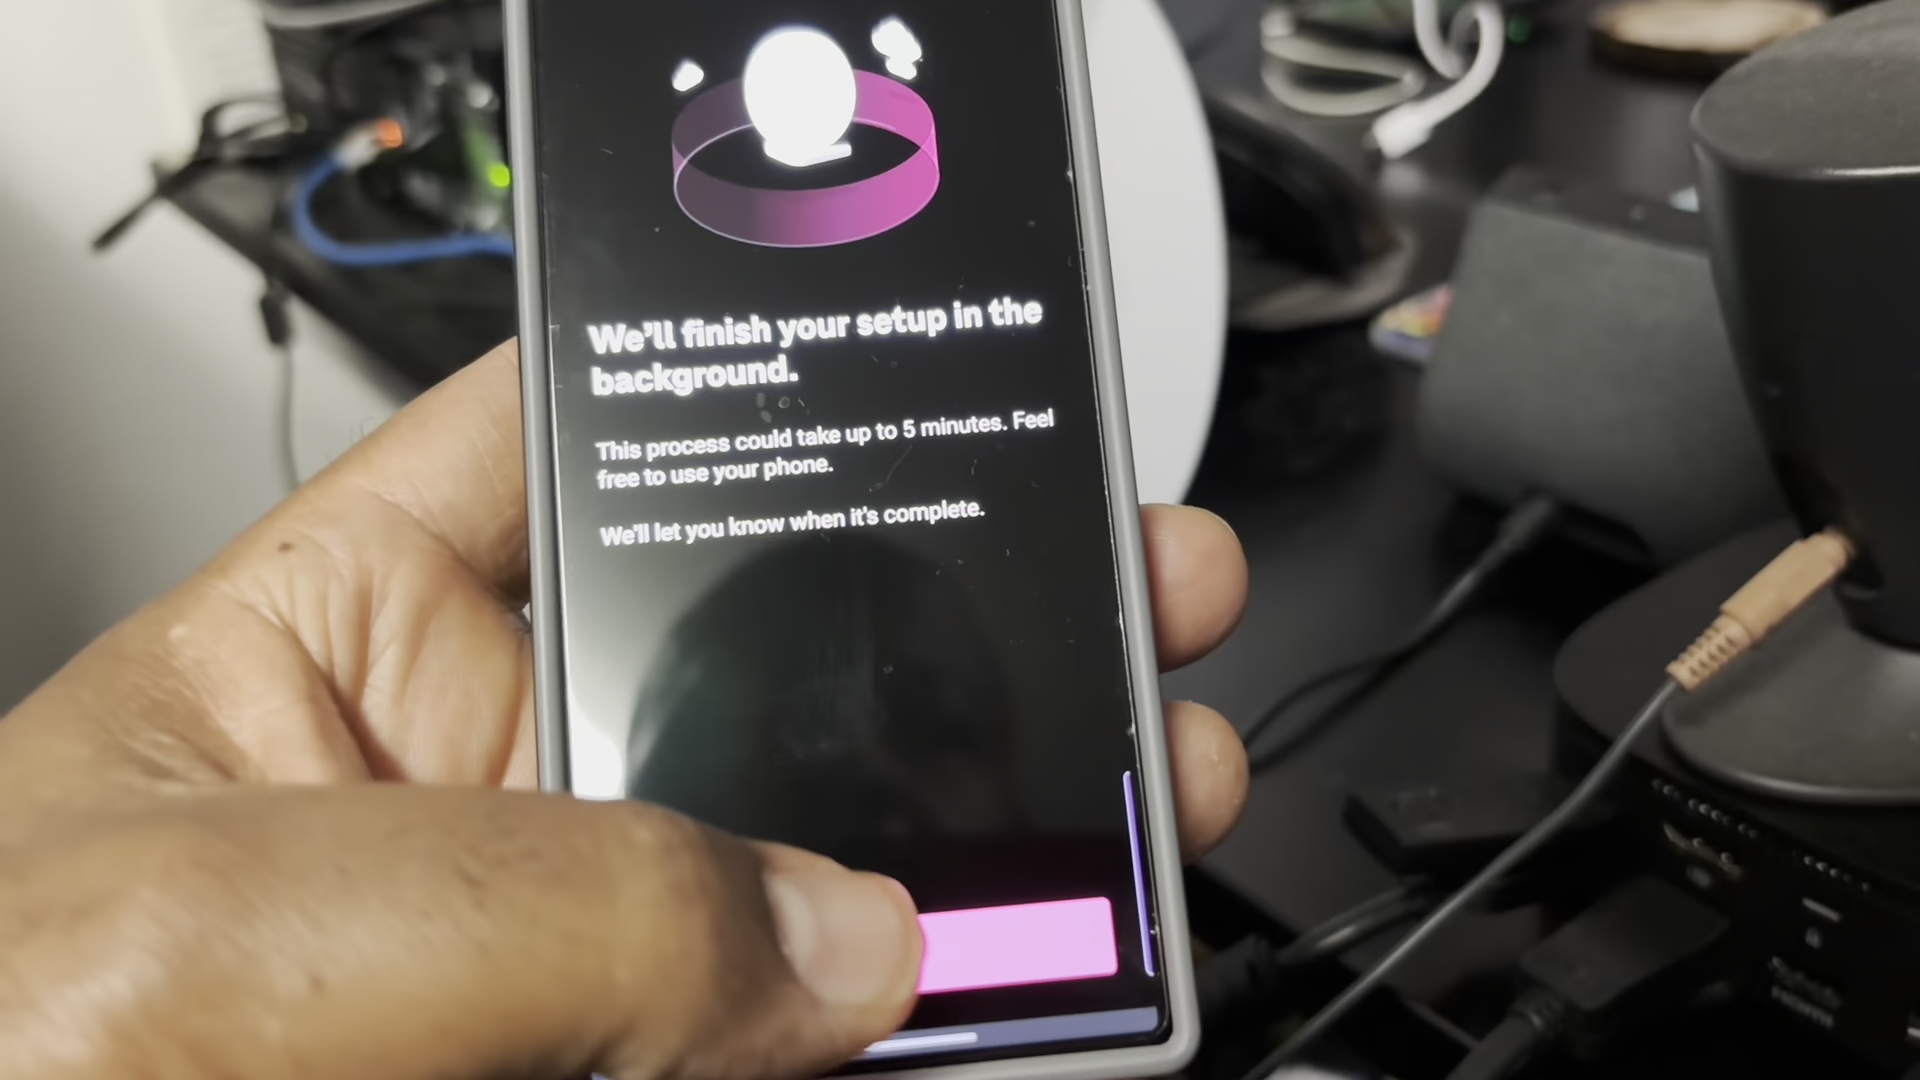 We'll finish your setup in the
background.
This process could take up to 5 minutes. Feel
free to use your phone.
We'll let you know when it's complete.